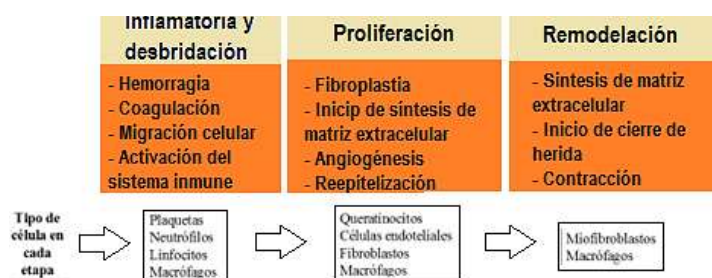 Inflamatoria y
desbridación
- Hemorragia
- Coagulación
- Migración celular
- Activación del
sistema inmune
Proliferación
- Fibroplastia
- Inicip de síntesis de
matriz extracelular
- Angiogénesis
- Reepitelización
Remodelación
- Síntesis de matriz
extracelular
- Inicio de cierre de
herida
- Contracción
Tipo de
célula en
cada
etapa
Plaquetas
Neutrófilos
Linfocitos
Macrófagos
Queratinocitos
Células endoteliales
Fibroblastos
Macrófagos
Miofibroblastos
Macrófagos